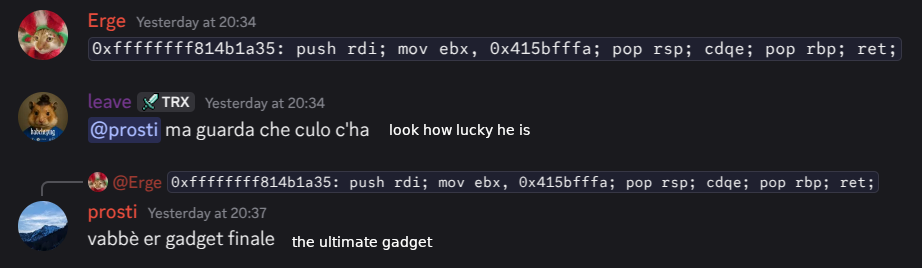 Erge Yesterday at 20:34
0xffffffff814b1a35: push rdi; mov ebx, 0x415bfffa; pop rsp; cdqe; pop rbp; ret;
leave TRX Yesterday at 20:34
@prosti ma guarda che culo c'ha look how lucky he is
@Erge 0xffffffff814b1a35: push rdi; mov ebx, 0x415bfffa; pop rsp; cdqe; pop rbp; ret;
prosti Yesterday at 20:37
vabbè er gadget finale the ultimate gadget